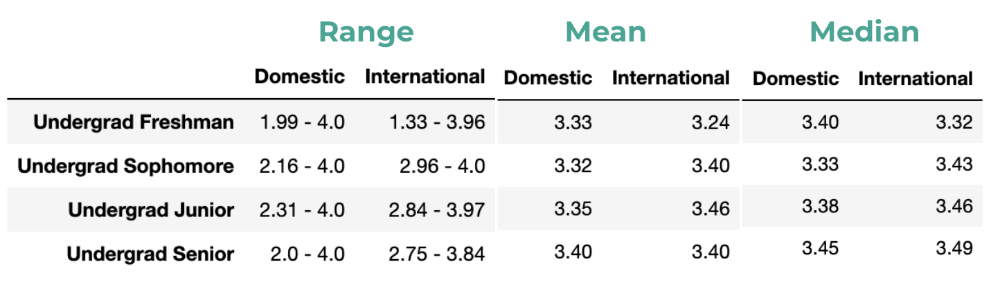 Range Mean Median
Domestic International Domestic International Domestic International
Undergrad Freshman 1.99 - 4.0 1.33 - 3.96 3.33 3.24 3.40 3.32
Undergrad Sophomore 2.16 - 4.0 2.96 - 4.0 3.32 3.40 3.33 3.43
Undergrad Junior 2.31 - 4.0 2.84 - 3.97 3.35 3.46 3.38 3.46
Undergrad Senior 2.0 - 4.0 2.75 - 3.84 3.40 3.40 3.45 3.49